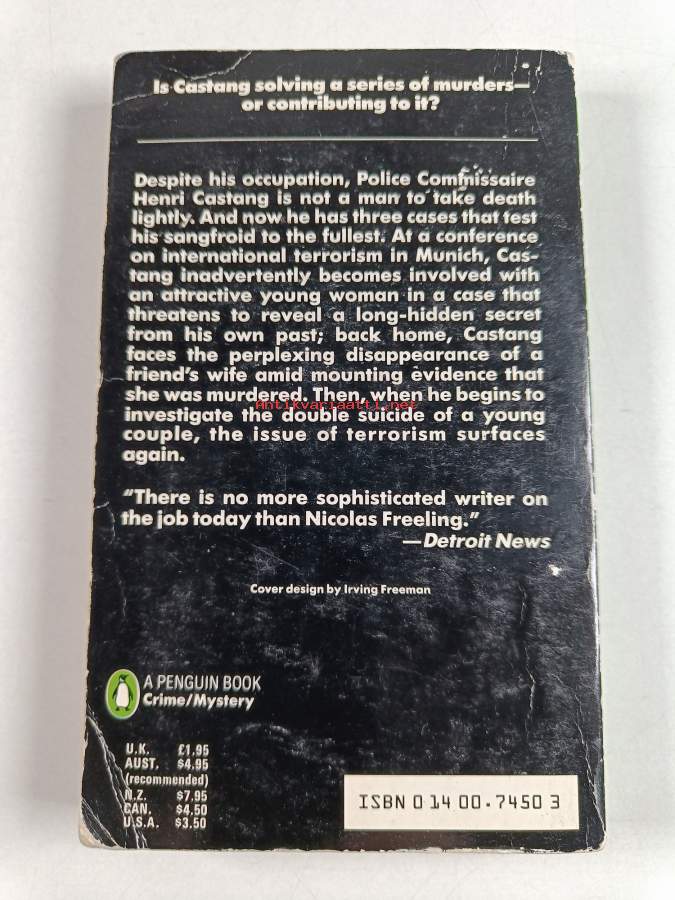 Is Castang solving a series of murders—
or contributing to it?
Despite his occupation, Police Commissaire
Henri Castang is not a man to take death
lightly. And now he has three cases that test
his sangfroid to the fullest. At a conference
on international terrorism in Munich, Cas-
tang inadvertently becomes involved with
an attractive young woman in a case that
threatens to reveal a long-hidden secret
from his own past; back home, Castang
faces the perplexing disappearance of a
friend's wife amid mounting evidence that
she was murdered. Then, when he begins to
Antikvariaatti.net
investigate the double suicide of a young
couple, the issue of terrorism surfaces
again.
"There is no more sophisticated writer on
the job today than Nicolas Freeling."
—Detroit News
Cover design by Irving Freeman
A PENGUIN BOOK
Crime/Mystery
U.K. £1.95
AUST. $4.95
(recommended)
N.Z. $7.95
CAN. $4.50
U.S.A. $3.50
ISBN 0 14 00.7450 3